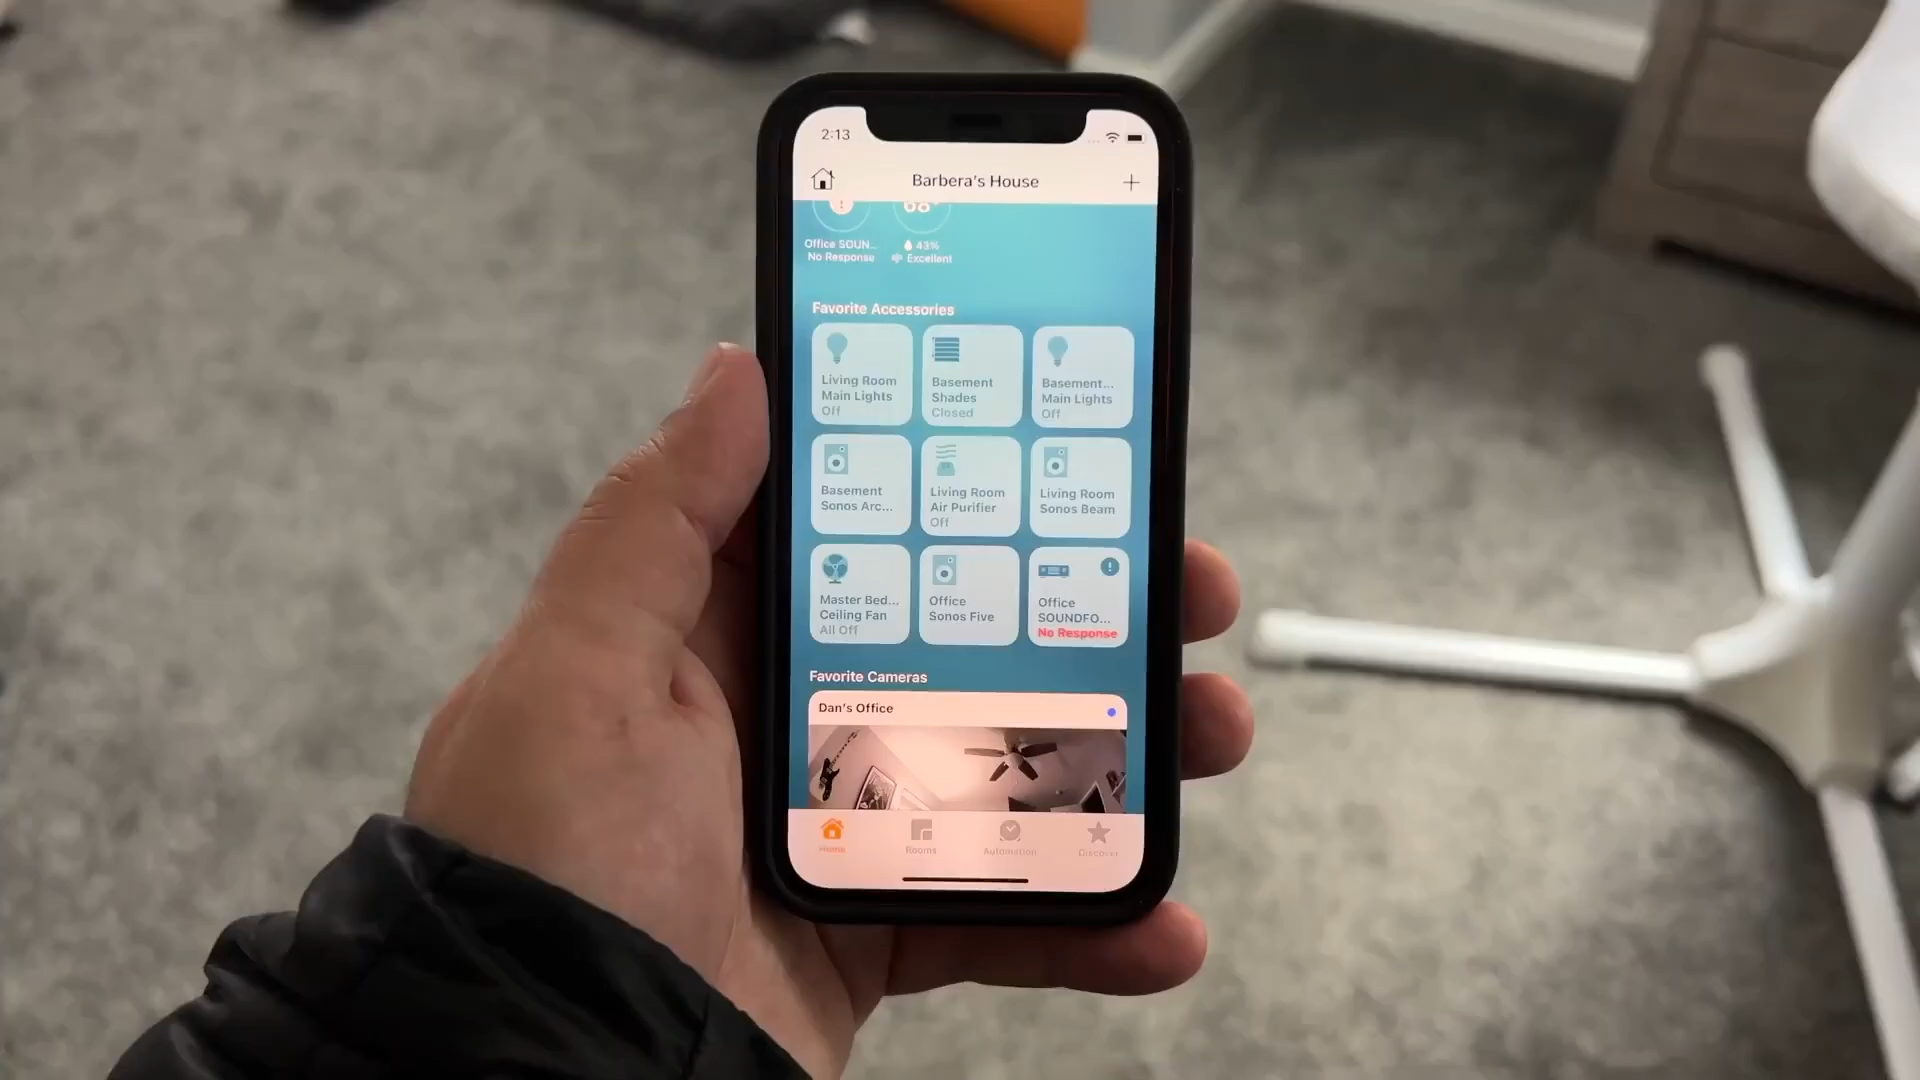 2:13
Barbera's House
68°
Office SOUN...
No Response
43%
Excellent
Favorite Accessories
Living Room
Main Lights
Off
Basement
Shades
Closed
Basement...
Main Lights
Off
Basement
Sonos Arc...
Living Room
Air Purifier
Off
Living Room
Sonos Beam
Master Bed...
Ceiling Fan
All Off
Office
Sonos Five
Office
SOUNDFO...
No Response
Favorite Cameras
Dan's Office
Home
Rooms
Automation
Discover